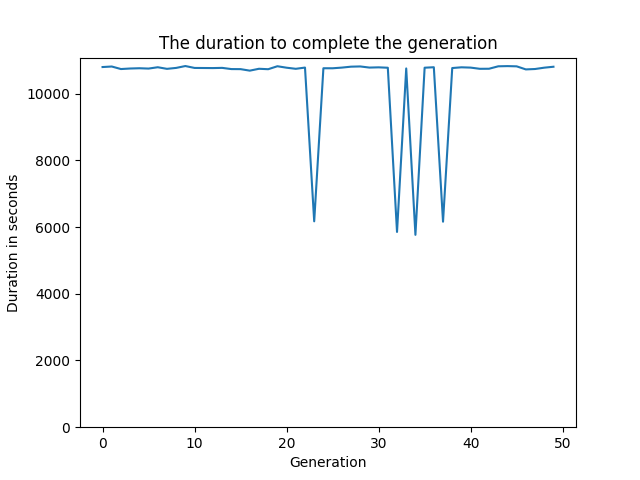 The duration to complete the generation
Duration in seconds
10000
8000
6000
4000
2000
0
0 10 20 30 40 50
Generation